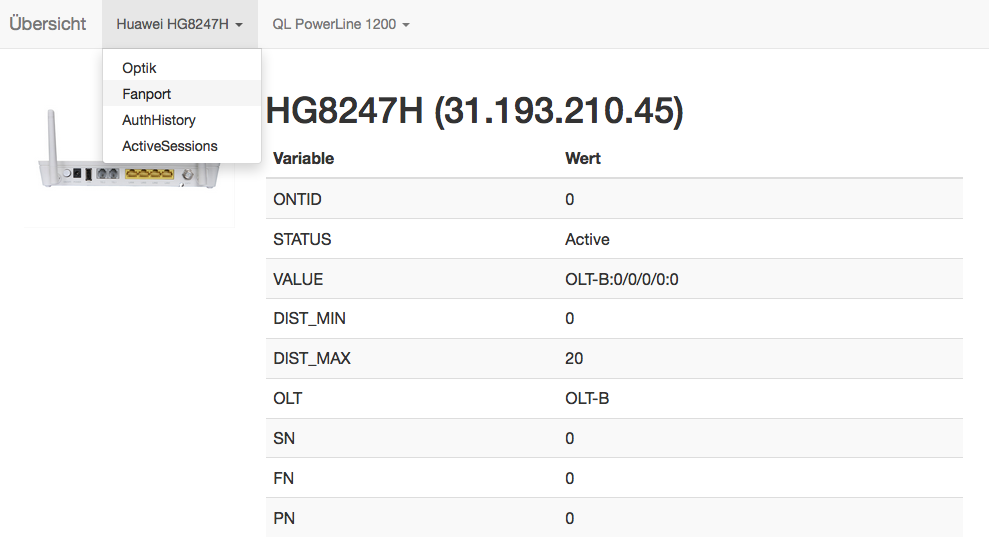 Übersicht Huawei HG8247H QL PowerLine 1200
Optik
Fanport
AuthHistory
ActiveSessions
HG8247H (31.193.210.45)
Variable Wert
ONTID 0
STATUS Active
VALUE OLT-B:0/0/0/0:0
DIST_MIN 0
DIST_MAX 20
OLT OLT-B
SN 0
FN 0
PN 0